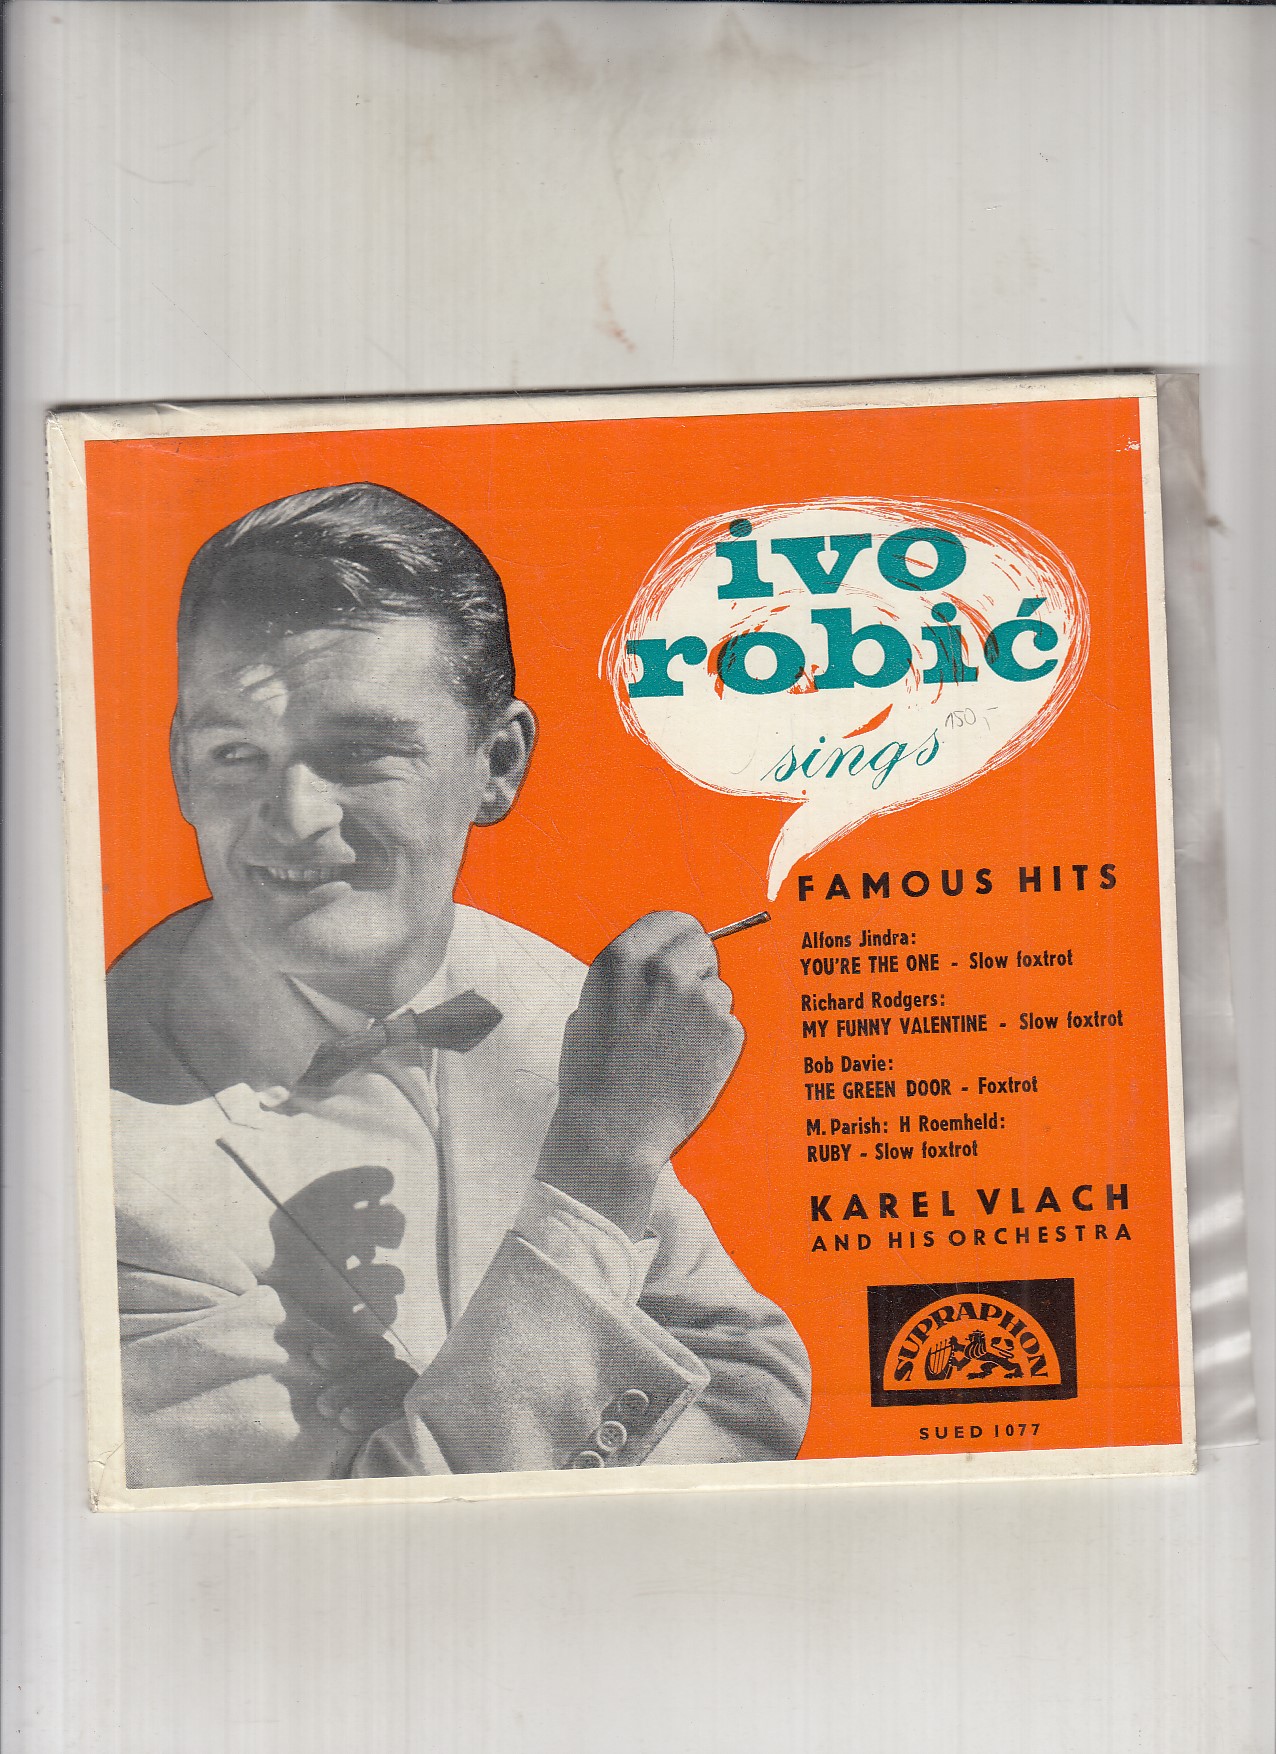 ivo
robić
sings
150,-
FAMOUS HITS
Alfons Jindra:
YOU'RE THE ONE - Slow foxtrot
Richard Rodgers:
MY FUNNY VALENTINE - Slow foxtrot
Bob Davie:
THE GREEN DOOR - Foxtrot
M. Parish: H Roemheld:
RUBY - Slow foxtrot
KAREL VLACH
AND HIS ORCHESTRA
SUPRAPHON
SUED 1077